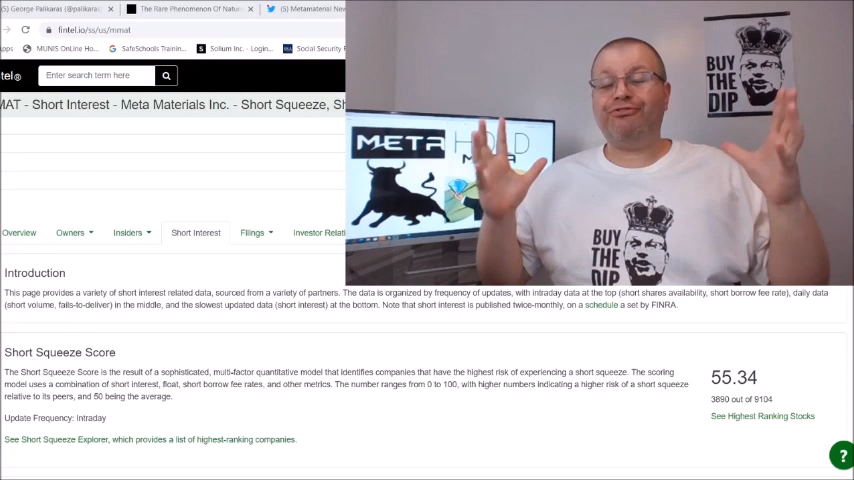 (5) George Palikaras (@palikaras
The Rare Phenomenon Of Natur
(5) Metamaterial New
fintel.io/ss/us/mmat
MUNIS OnLine Ho...
SafeSchools Trainin...
Solium Inc. - Login...
SSA
Social Security
ntel®
Enter search term here
MAT - Short Interest - Meta Materials Inc. - Short Squeeze, Sh
BUY
THE
DIP
META
HOLD
META
BUY
THE
DIP
Overview
Owners
Insiders
Short Interest
Filings
Investor Relati
Introduction
This page provides a variety of short interest related data, sourced from a variety of partners. The data is organized by frequency of updates, with intraday data at the top (short shares availability, short borrow fee rate), daily data
(short volume, fails-to-deliver) in the middle, and the slowest updated data (short interest) at the bottom. Note that short interest is published twice-monthly, on a schedule a set by FINRA.
Short Squeeze Score
The Short Squeeze Score is the result of a sophisticated, multi-factor quantitative model that identifies companies that have the highest risk of experiencing a short squeeze. The scoring
model uses a combination of short interest, float, short borrow fee rates, and other metrics. The number ranges from 0 to 100, with higher numbers indicating a higher risk of a short squeeze
relative to its peers, and 50 being the average.
55.34
3890 out of 9104
See Highest Ranking Stocks
Update Frequency: Intraday
See Short Squeeze Explorer, which provides a list of highest-ranking companies.
?